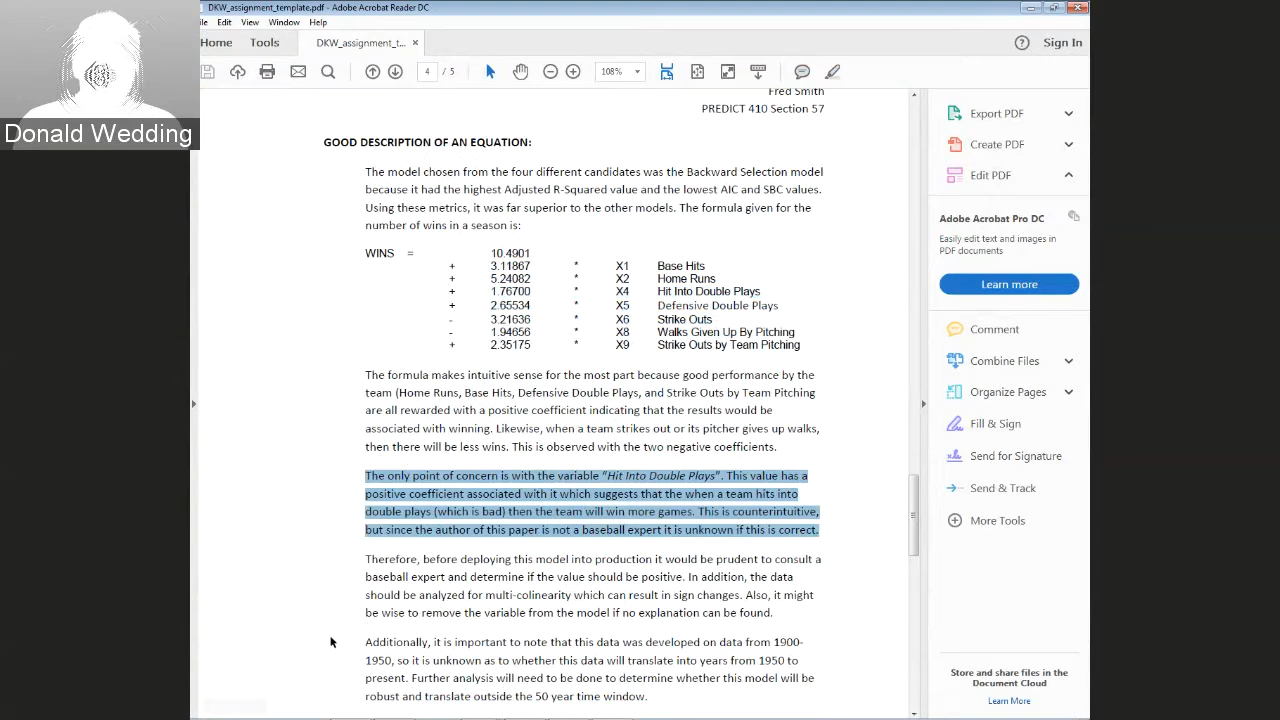 DKW_assignment_template.pdf - Adobe Acrobat Reader DC
Edit View Window Help
Home Tools DKW_assignment_t... × Sign In
4 / 5 108%
Donald Wedding
Fred Smith
PREDICT 410 Section 57
GOOD DESCRIPTION OF AN EQUATION:
The model chosen from the four different candidates was the Backward Selection model
because it had the highest Adjusted R-Squared value and the lowest AIC and SBC values.
Using these metrics, it was far superior to the other models. The formula given for the
number of wins in a season is:
WINS = 10.4901
+ 3.11867 * X1 Base Hits
+ 5.24082 * X2 Home Runs
+ 1.76700 * X4 Hit Into Double Plays
+ 2.65534 * X5 Defensive Double Plays
- 3.21636 * X6 Strike Outs
- 1.94656 * X8 Walks Given Up By Pitching
+ 2.35175 * X9 Strike Outs by Team Pitching
The formula makes intuitive sense for the most part because good performance by the
team (Home Runs, Base Hits, Defensive Double Plays, and Strike Outs by Team Pitching
are all rewarded with a positive coefficient indicating that the results would be
associated with winning. Likewise, when a team strikes out or its pitcher gives up walks,
then there will be less wins. This is observed with the two negative coefficients.
The only point of concern is with the variable "Hit Into Double Plays". This value has a
positive coefficient associated with it which suggests that the when a team hits into
double plays (which is bad) then the team will win more games. This is counterintuitive,
but since the author of this paper is not a baseball expert it is unknown if this is correct.
Therefore, before deploying this model into production it would be prudent to consult a
baseball expert and determine if the value should be positive. In addition, the data
should be analyzed for multi-colinearity which can result in sign changes. Also, it might
be wise to remove the variable from the model if no explanation can be found.
Additionally, it is important to note that this data was developed on data from 1900-
1950, so it is unknown as to whether this data will translate into years from 1950 to
present. Further analysis will need to be done to determine whether this model will be
robust and translate outside the 50 year time window.
Export PDF
Create PDF
Edit PDF
Adobe Acrobat Pro DC
Easily edit text and images in
PDF documents
Learn more
Comment
Combine Files
Organize Pages
Fill & Sign
Send for Signature
Send & Track
More Tools
Store and share files in the
Document Cloud
Learn More